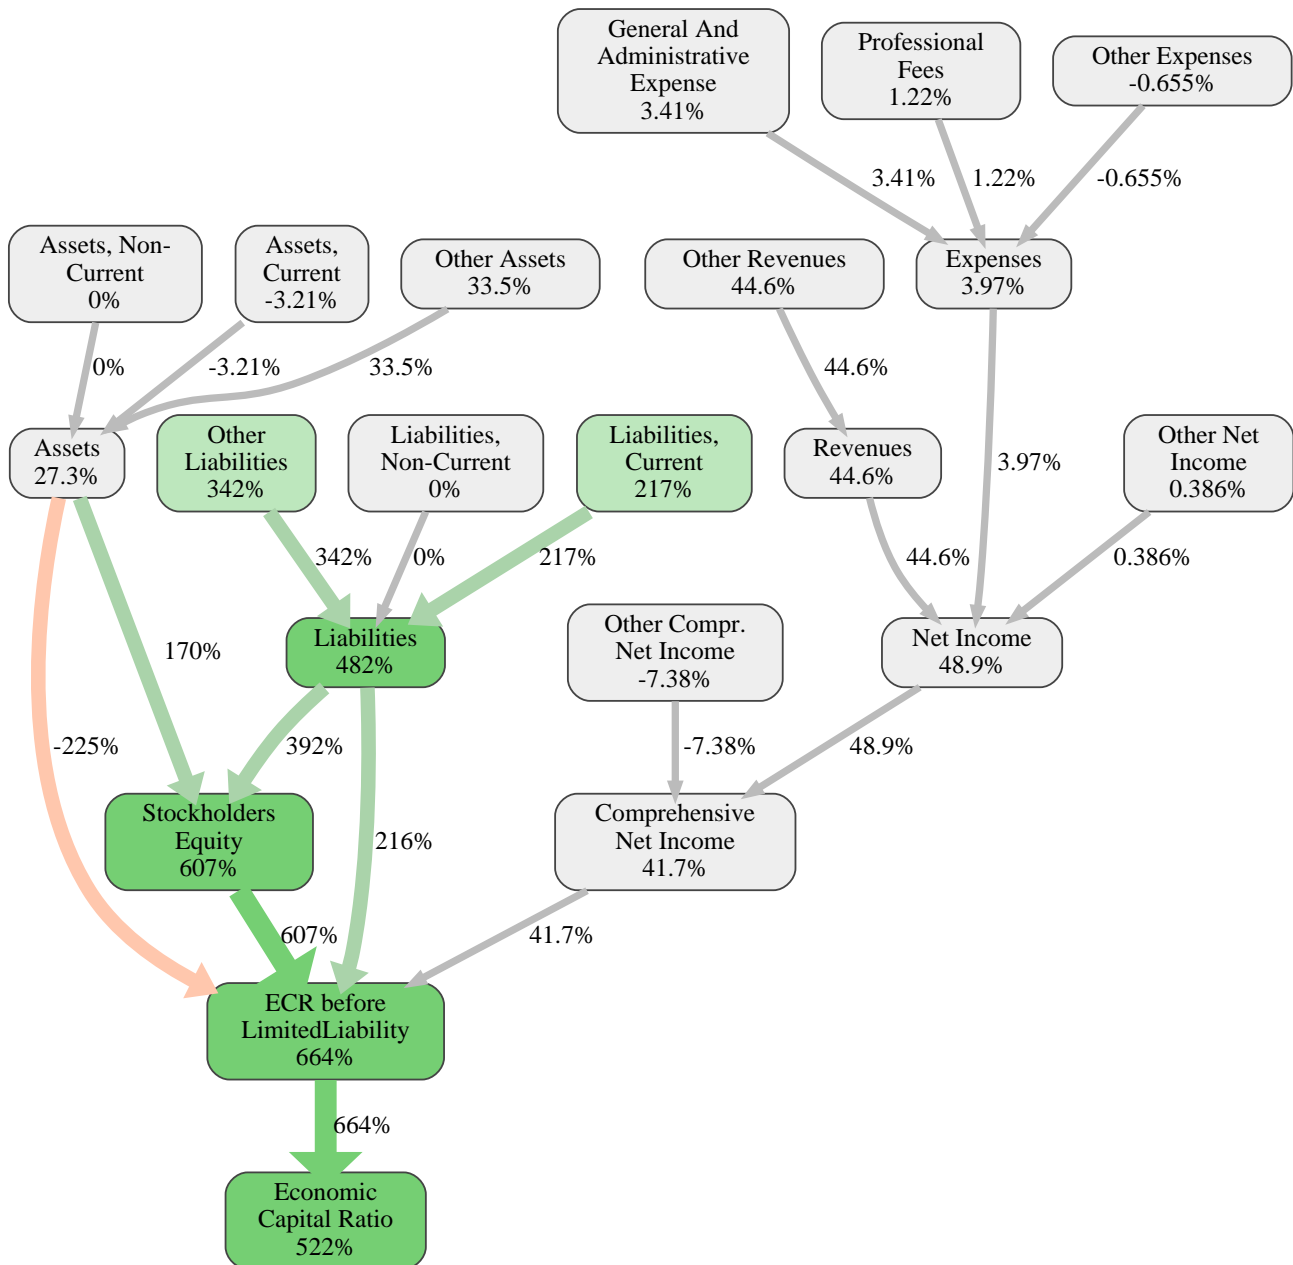 General And
Administrative
Expense
3.41%
Professional
Fees
1.22%
Other Expenses
-0.655%
3.41%
1.22%
-0.655%
Assets, Non-
Current
0%
Assets,
Current
-3.21%
Other Assets
33.5%
Other Revenues
44.6%
Expenses
3.97%
0%
-3.21%
33.5%
44.6%
Assets
27.3%
Other
Liabilities
342%
Liabilities,
Non-Current
0%
Liabilities,
Current
217%
Revenues
44.6%
3.97%
Other Net
Income
0.386%
342%
0%
217%
44.6%
0.386%
170%
Liabilities
482%
Other Compr.
Net Income
-7.38%
Net Income
48.9%
-225%
392%
-7.38%
48.9%
Stockholders
Equity
607%
216%
Comprehensive
Net Income
41.7%
607%
41.7%
ECR before
LimitedLiability
664%
664%
Economic
Capital Ratio
522%